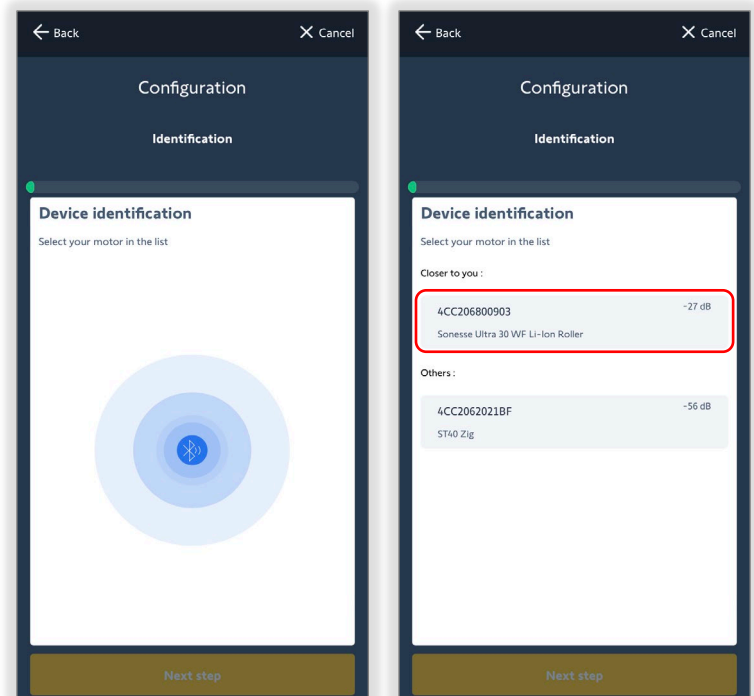 Back
Cancel
Configuration
Identification
Device identification
Select your motor in the list
Next step
Back
Cancel
Configuration
Identification
Device identification
Select your motor in the list
Closer to you :
4CC206800903
-27 dB
Sonesse Ultra 30 WF Li-Ion Roller
Others :
4CC2062021BF
-56 dB
ST40 Zig
Next step